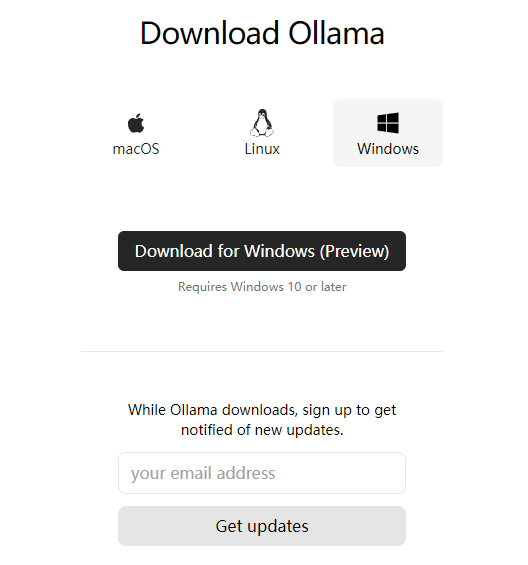 Download Ollama
macOS
Linux
Windows
Download for Windows (Preview)
Requires Windows 10 or later
While Ollama downloads, sign up to get
notified of new updates.
your email address
Get updates